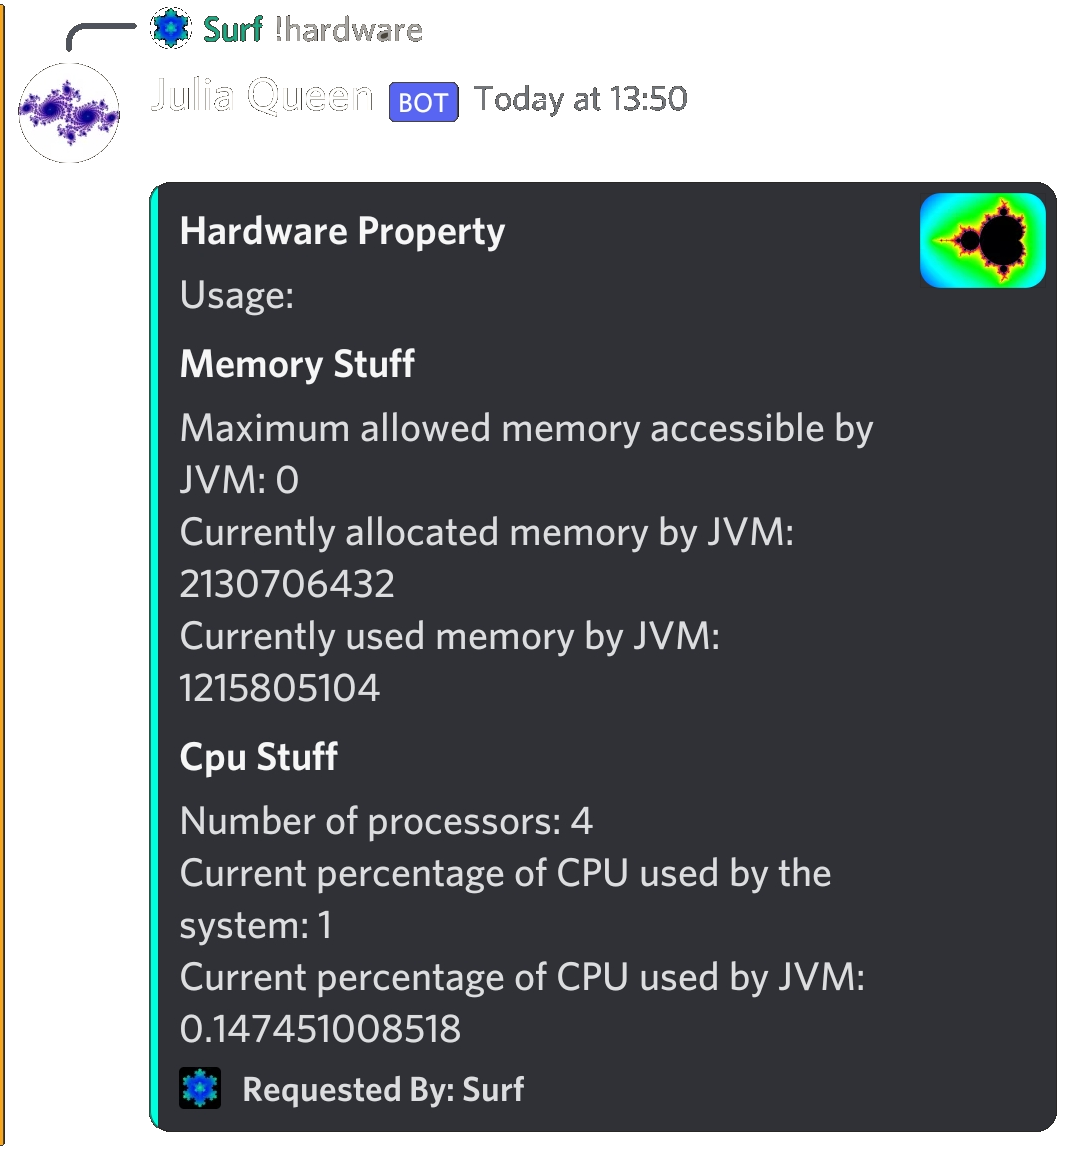 Surf !hardware
Julia Queen BOT Today at 13:50
Hardware Property
Usage:
Memory Stuff
Maximum allowed memory accessible by
JVM: 0
Currently allocated memory by JVM:
2130706432
Currently used memory by JVM:
1215805104
Cpu Stuff
Number of processors: 4
Current percentage of CPU used by the
system: 1
Current percentage of CPU used by JVM:
0.147451008518
Requested By: Surf